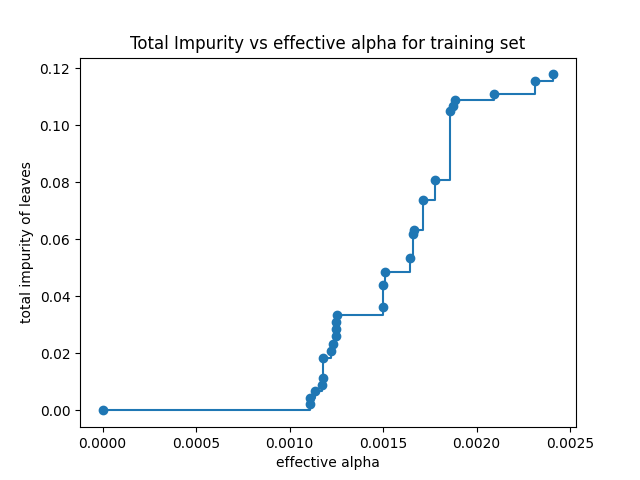 Total Impurity vs effective alpha for training set
0.12
0.10
0.08
0.06
0.04
0.02
0.00
total impurity of leaves
0.0000 0.0005 0.0010 0.0015 0.0020 0.0025
effective alpha